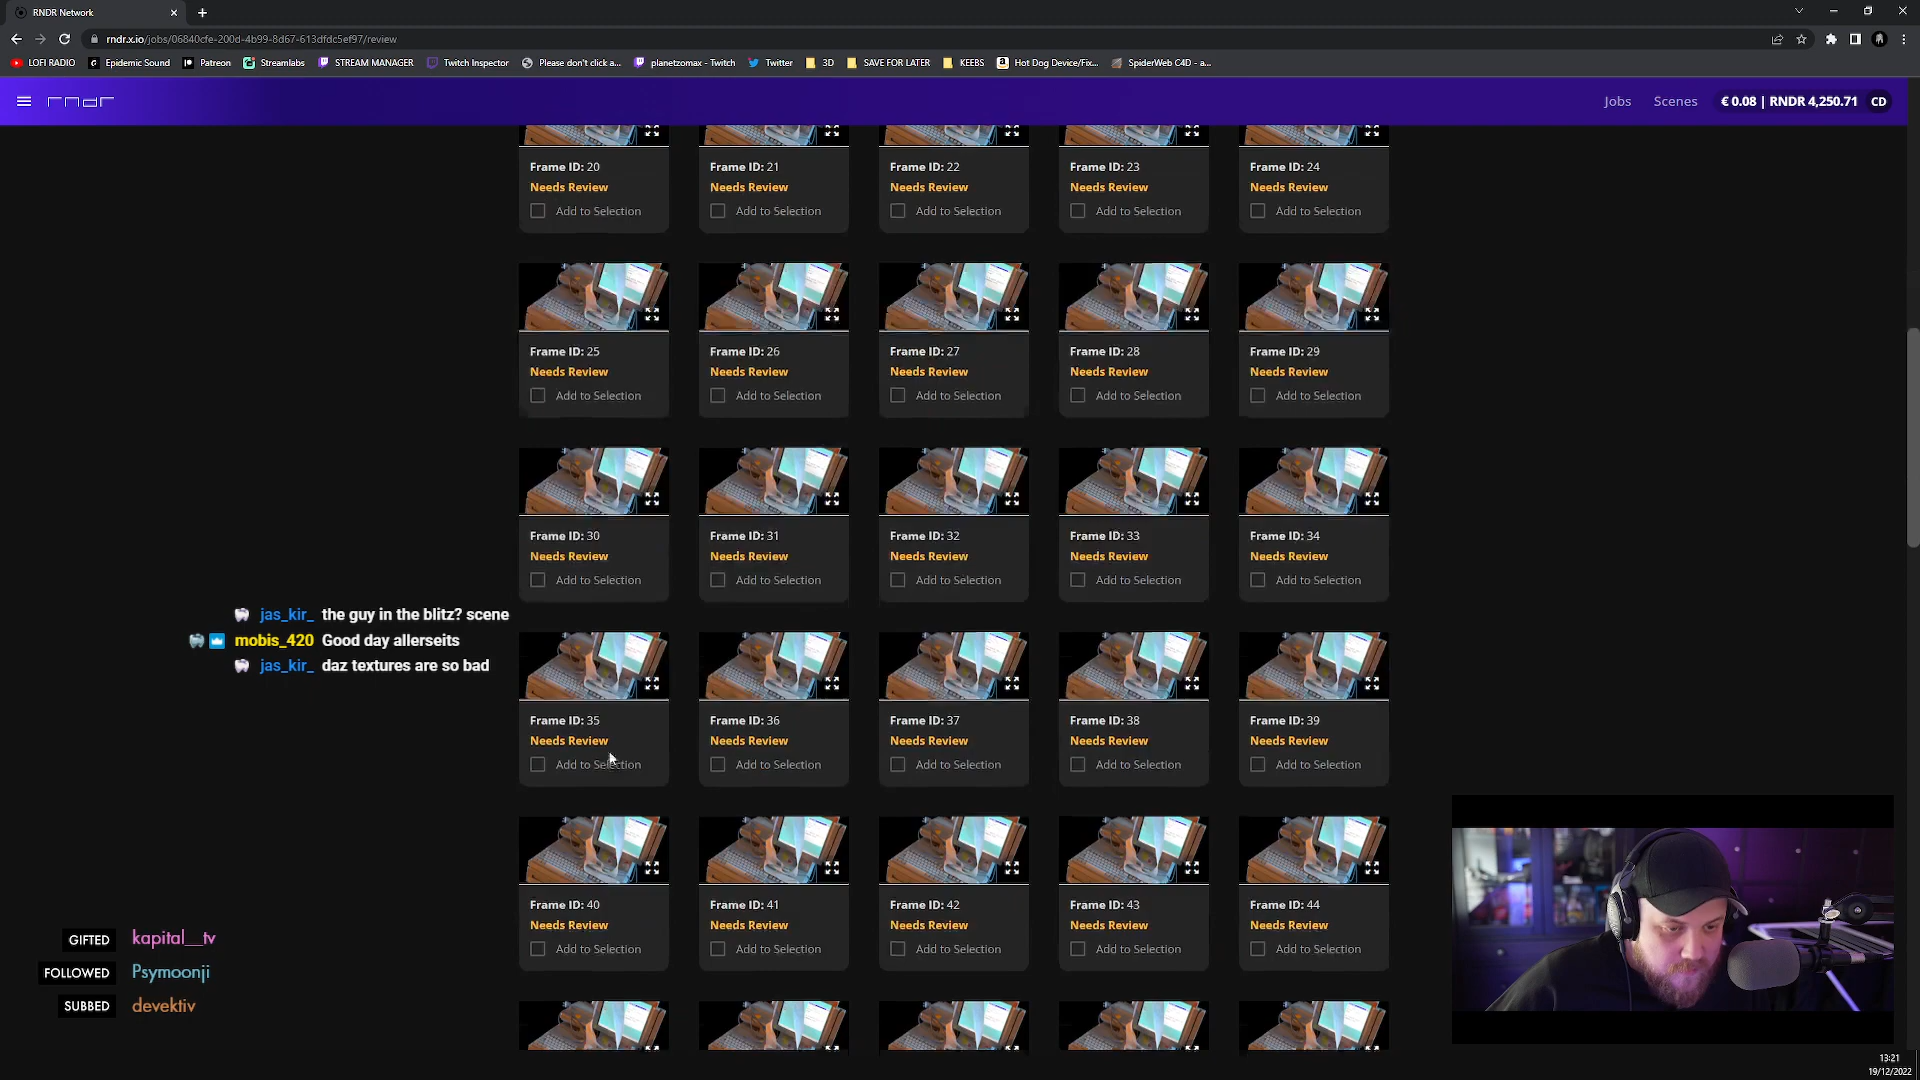 RNDR Network
rndr.x.io/jobs/06840cfe-200d-4b99-8d67-613dfdc5ef97/review
LOFI RADIO Epidemic Sound Patreon Streamlabs STREAM MANAGER Twitch Inspector Please don't click a... planetzomax - Twitch Twitter 3D SAVE FOR LATER KEEBS Hot Dog Device/Fix... SpiderWeb C4D - a...
rndr Jobs Scenes € 0.08 | RNDR 4,250.71 CD
Frame ID: 20 Frame ID: 21 Frame ID: 22 Frame ID: 23 Frame ID: 24
Needs Review Needs Review Needs Review Needs Review Needs Review
Add to Selection Add to Selection Add to Selection Add to Selection Add to Selection
Frame ID: 25 Frame ID: 26 Frame ID: 27 Frame ID: 28 Frame ID: 29
Needs Review Needs Review Needs Review Needs Review Needs Review
Add to Selection Add to Selection Add to Selection Add to Selection Add to Selection
Frame ID: 30 Frame ID: 31 Frame ID: 32 Frame ID: 33 Frame ID: 34
Needs Review Needs Review Needs Review Needs Review Needs Review
Add to Selection Add to Selection Add to Selection Add to Selection Add to Selection
jas_kir_ the guy in the blitz? scene
mobis_420 Good day allerseits
jas_kir_ daz textures are so bad
Frame ID: 35 Frame ID: 36 Frame ID: 37 Frame ID: 38 Frame ID: 39
Needs Review Needs Review Needs Review Needs Review Needs Review
Add to Selection Add to Selection Add to Selection Add to Selection Add to Selection
Frame ID: 40 Frame ID: 41 Frame ID: 42 Frame ID: 43 Frame ID: 44
Needs Review Needs Review Needs Review Needs Review Needs Review
Add to Selection Add to Selection Add to Selection Add to Selection Add to Selection
GIFTED kapital__tv
FOLLOWED Psymoonji
SUBBED devektiv
13:21
19/12/2022